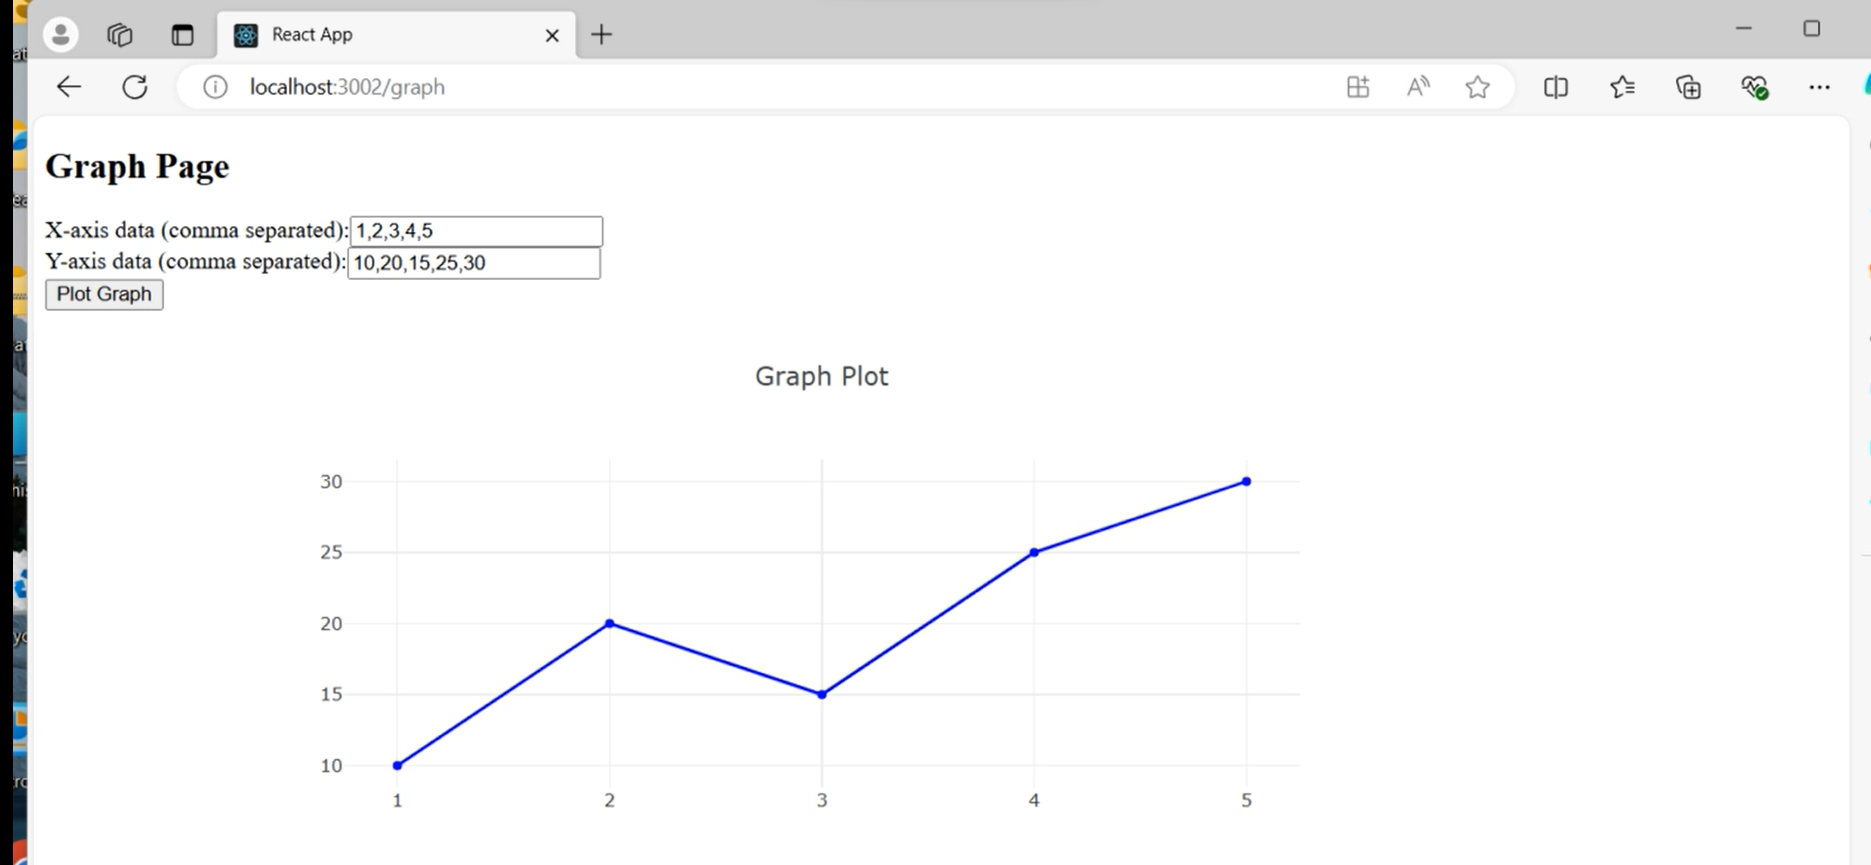 React App
localhost:3002/graph
Graph Page
X-axis data (comma separated): 1,2,3,4,5
Y-axis data (comma separated): 10,20,15,25,30
Plot Graph
Graph Plot
30
25
20
15
10
1 2 3 4 5